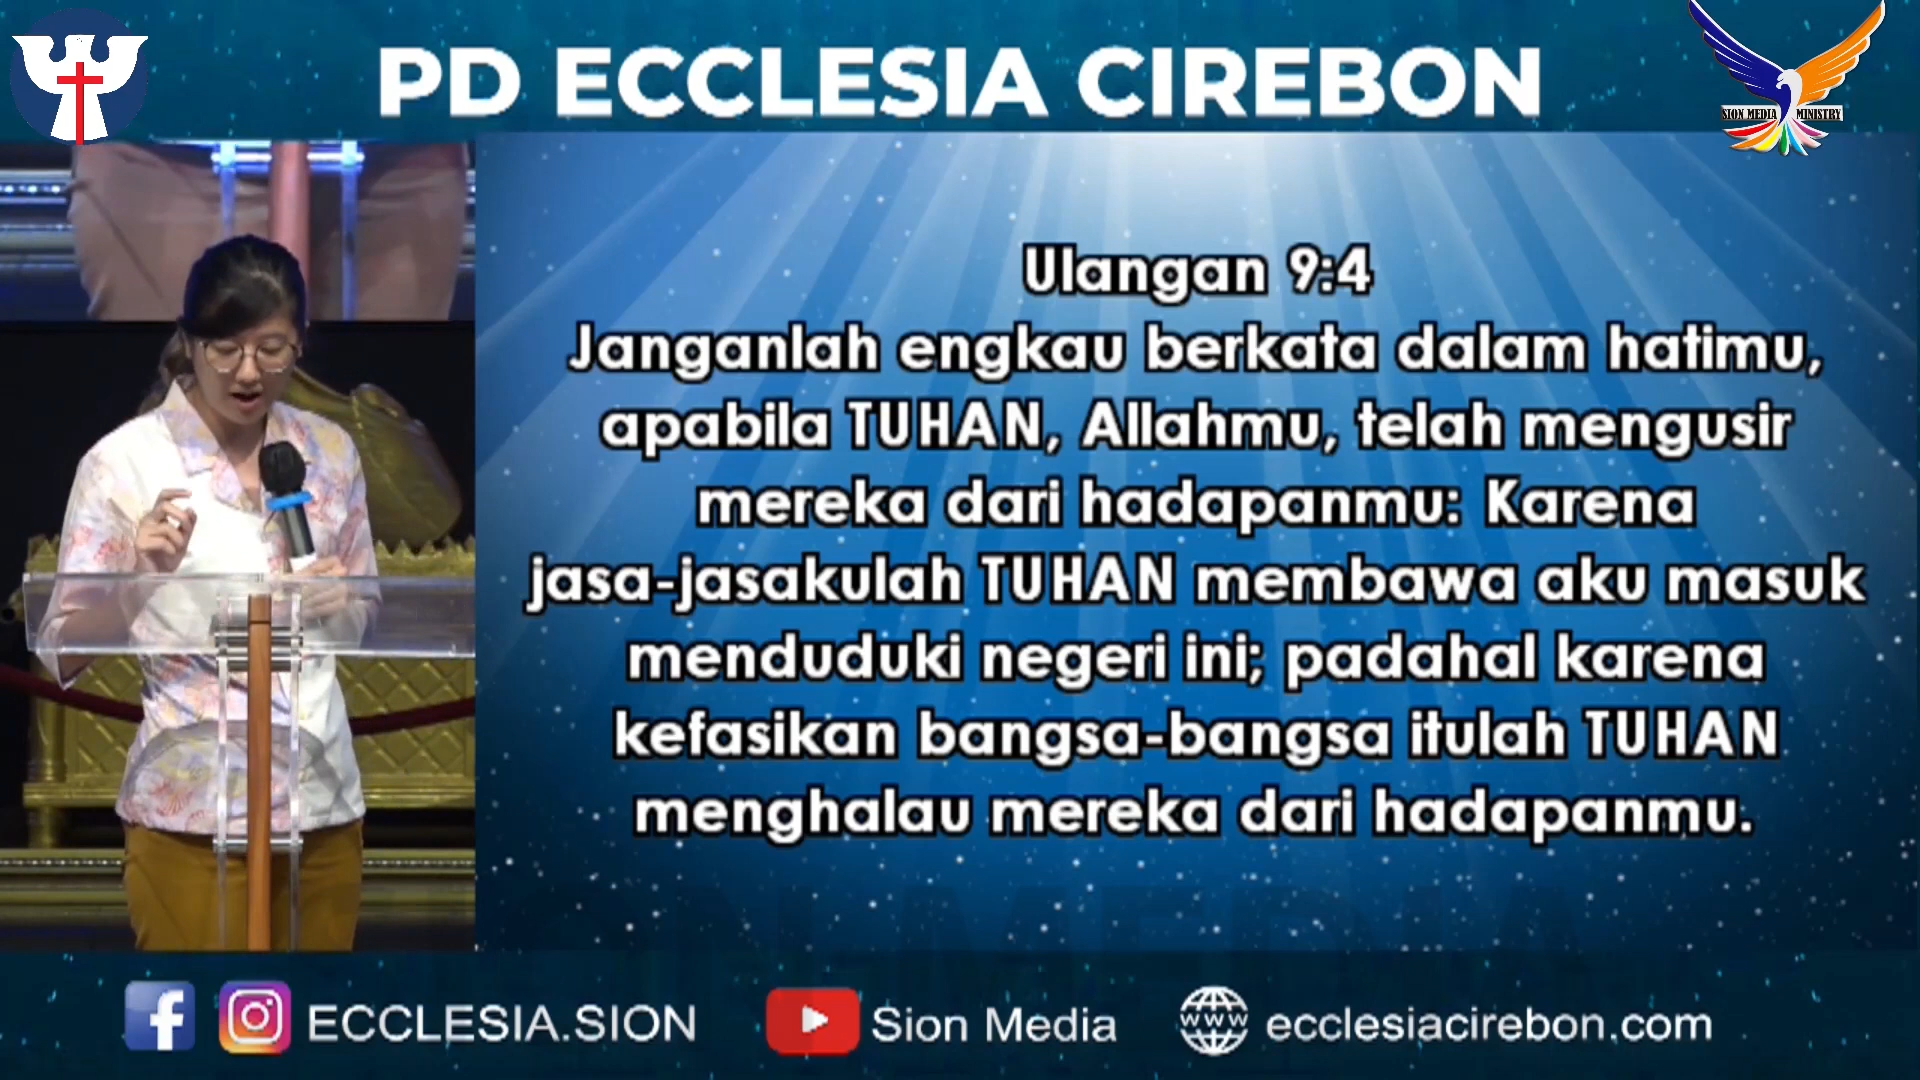 PD ECCLESIA CIREBON
SION MEDIA MINISTRY
Ulangan 9:4
Janganlah engkau berkata dalam hatimu,
apabila TUHAN, Allahmu, telah mengusir
mereka dari hadapanmu: Karena
jasa-jasakulah TUHAN membawa aku masuk
menduduki negeri ini; padahal karena
kefasikan bangsa-bangsa itulah TUHAN
menghalau mereka dari hadapanmu.
ECCLESIA.SION
Sion Media
www
ecclesiacirebon.com